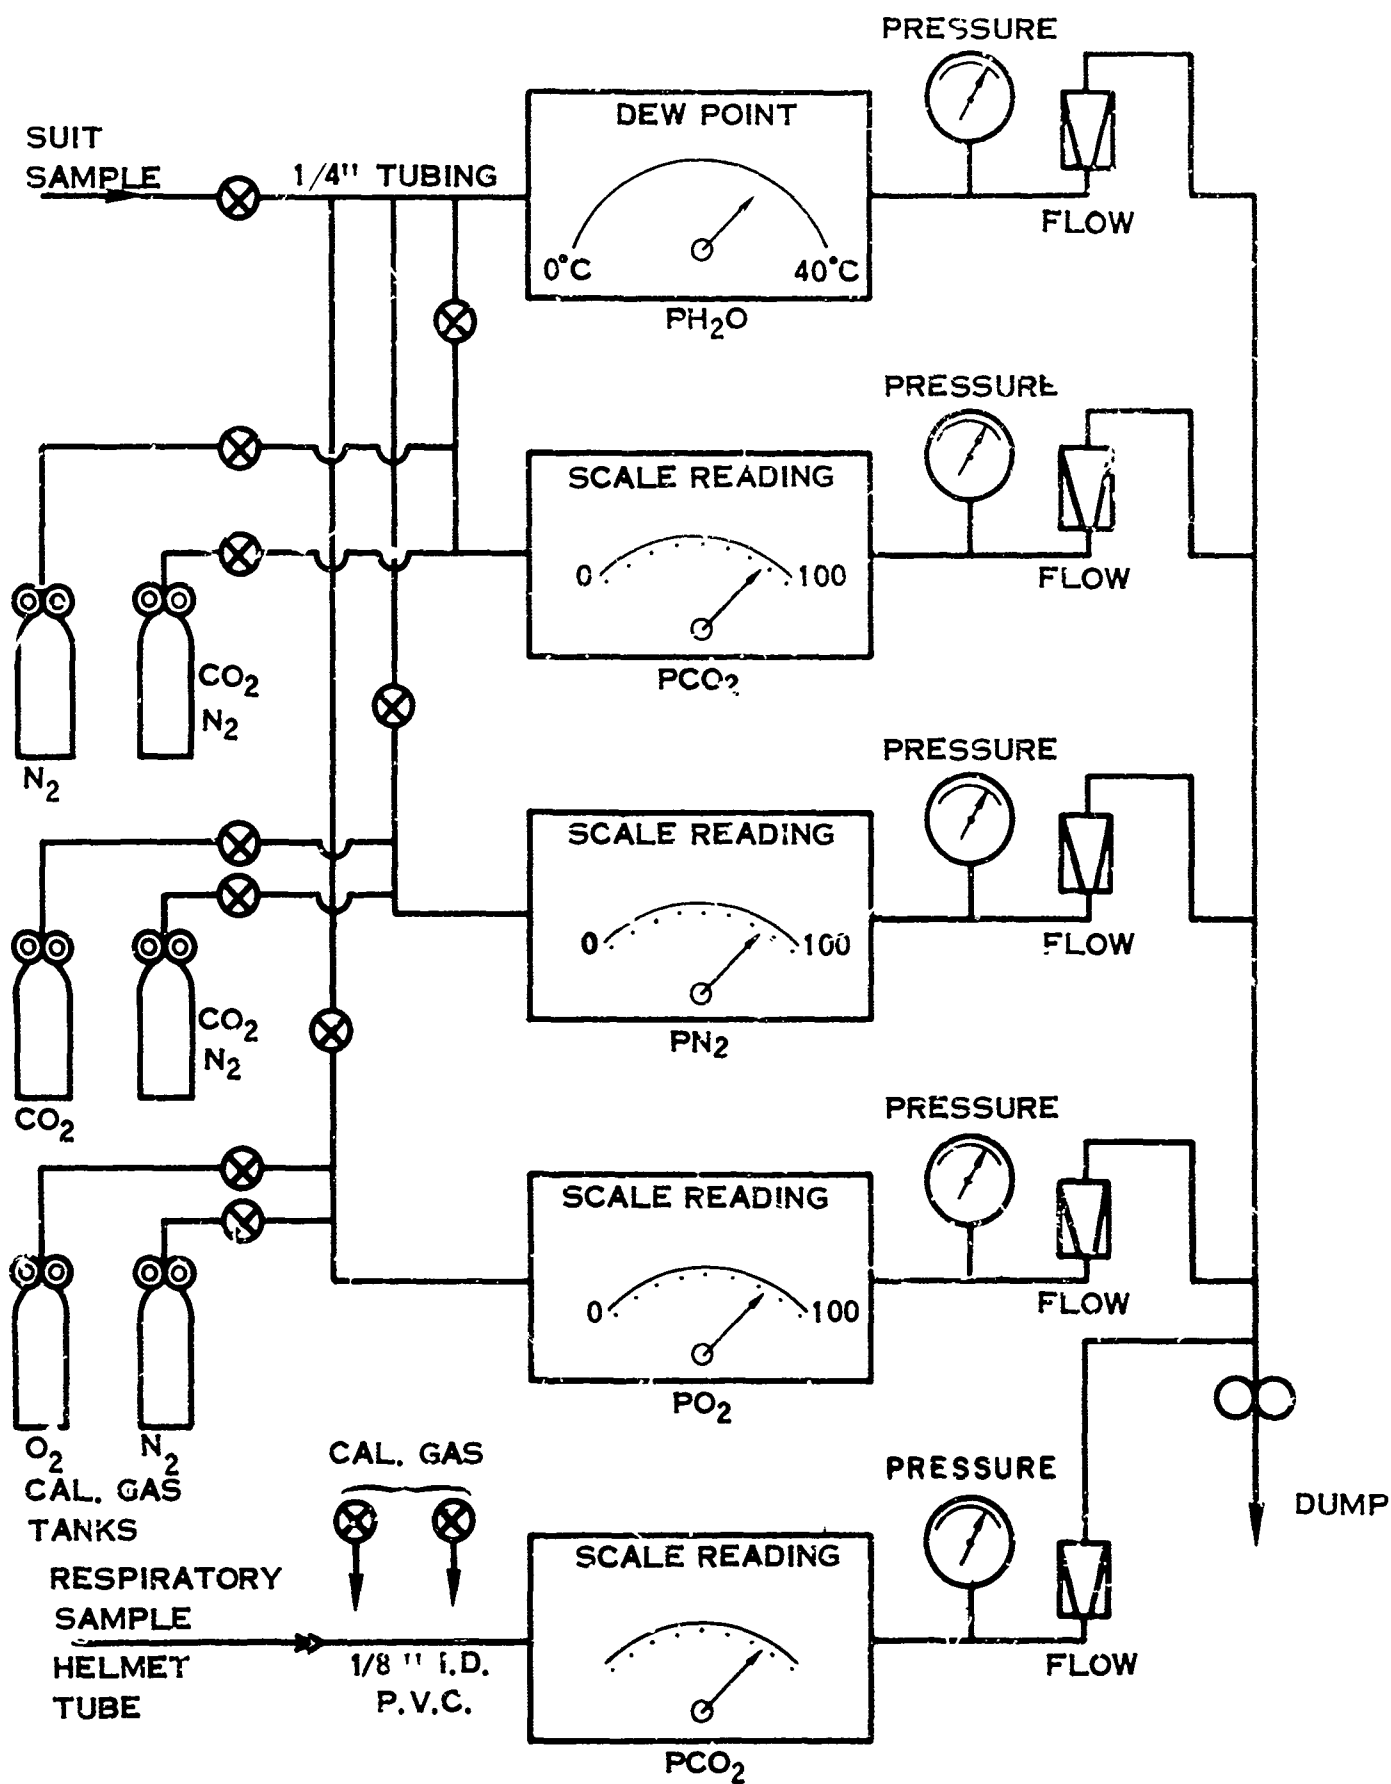 PRESSURE
DEW POINT
SUIT
SAMPLE
1/4" TUBING
FLOW
0°C
40°C
PH2O
PRESSURE
SCALE READING
0
100
FLOW
CO2
N2
PCO2
N2
PRESSURE
SCALE READING
0
100
FLOW
CO2
N2
PN2
CO2
PRESSURE
SCALE READING
0
100
FLOW
PO2
O2
N2
CAL. GAS
TANKS
CAL. GAS
PRESSURE
DUMP
SCALE READING
RESPIRATORY
SAMPLE
HELMET
TUBE
1/8" I.D.
P.V.C.
FLOW
PCO2